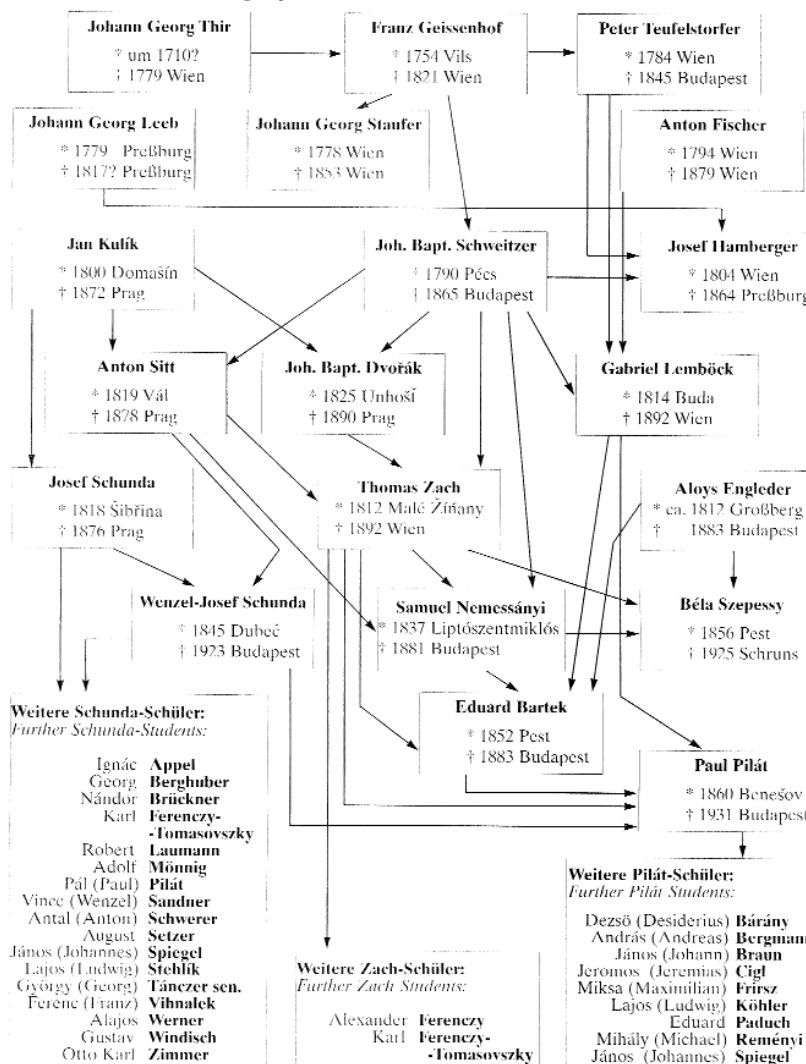 Johann Georg Thir
* um 1710?
† 1779 Wien
Franz Geissenhof
* 1754 Vils
† 1821 Wien
Peter Teufelstorfer
* 1784 Wien
† 1845 Budapest
Johann Georg Leeb
* 1779 Preßburg
† 1817? Preßburg
Johann Georg Staufer
* 1778 Wien
† 1853 Wien
Anton Fischer
* 1794 Wien
† 1879 Wien
Jan Kulík
* 1800 Domašín
† 1872 Prag
Joh. Bapt. Schweitzer
* 1790 Pécs
† 1865 Budapest
Josef Hamberger
* 1804 Wien
† 1864 Preßburg
Anton Sitt
* 1819 Vál
† 1878 Prag
Joh. Bapt. Dvořák
* 1825 Unhošť
† 1890 Prag
Gabriel Lemböck
* 1814 Buda
† 1892 Wien
Josef Schunda
* 1818 Šibřina
† 1876 Prag
Thomas Zach
* 1812 Malé Žíňany
† 1892 Wien
Aloys Engleder
* ca. 1812 Großberg
† 1883 Budapest
Wenzel-Josef Schunda
* 1845 Dubeč
† 1923 Budapest
Samuel Nemessányi
* 1837 Liptószentmiklós
† 1881 Budapest
Béla Szepessy
* 1856 Pest
† 1925 Schruns
Eduard Bartek
* 1852 Pest
† 1883 Budapest
Paul Pilát
* 1860 Benešov
† 1931 Budapest
Weitere Schunda-Schüler:
Further Schunda-Students:
Ignác Appel
Georg Berghuber
Nándor Brückner
Karl Ferenczy-
-Tomasovszky
Robert Laumann
Adolf Mönnig
Pál (Paul) Pilát
Vinec (Wenzel) Sandner
Antal (Anton) Schwerer
August Setzer
János (Johannes) Spiegel
Lajos (Ludwig) Stehlík
György (Georg) Tánczer sen.
Ferenc (Franz) Vihnalek
Alajos Werner
Gustav Windisch
Otto Karl Zimmer
Weitere Zach-Schüler:
Further Zach Students:
Alexander Ferenczy
Karl Ferenczy-
-Tomasovszky
Weitere Pilát-Schüler:
Further Pilát Students:
Dezsö (Desiderius) Bárány
András (Andreas) Bergmann
János (Johann) Braun
Jeromos (Jeremias) Cigl
Miksa (Maximilian) Frirsz
Lajos (Ludwig) Köhler
Eduard Paduch
Mihály (Michael) Reményi
János (Johannes) Spiegel